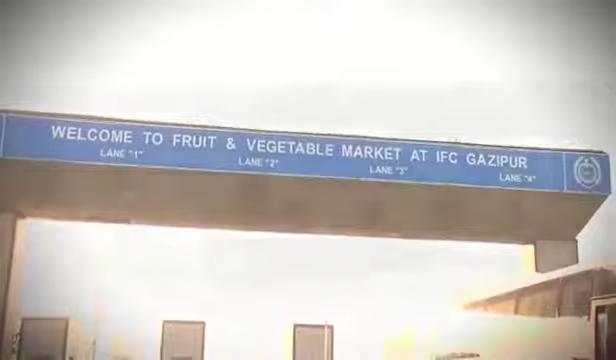 WELCOME TO FRUIT & VEGETABLE MARKET AT IFC GAZIPUR
LANE "1" LANE "2" LANE "3" LANE "4"